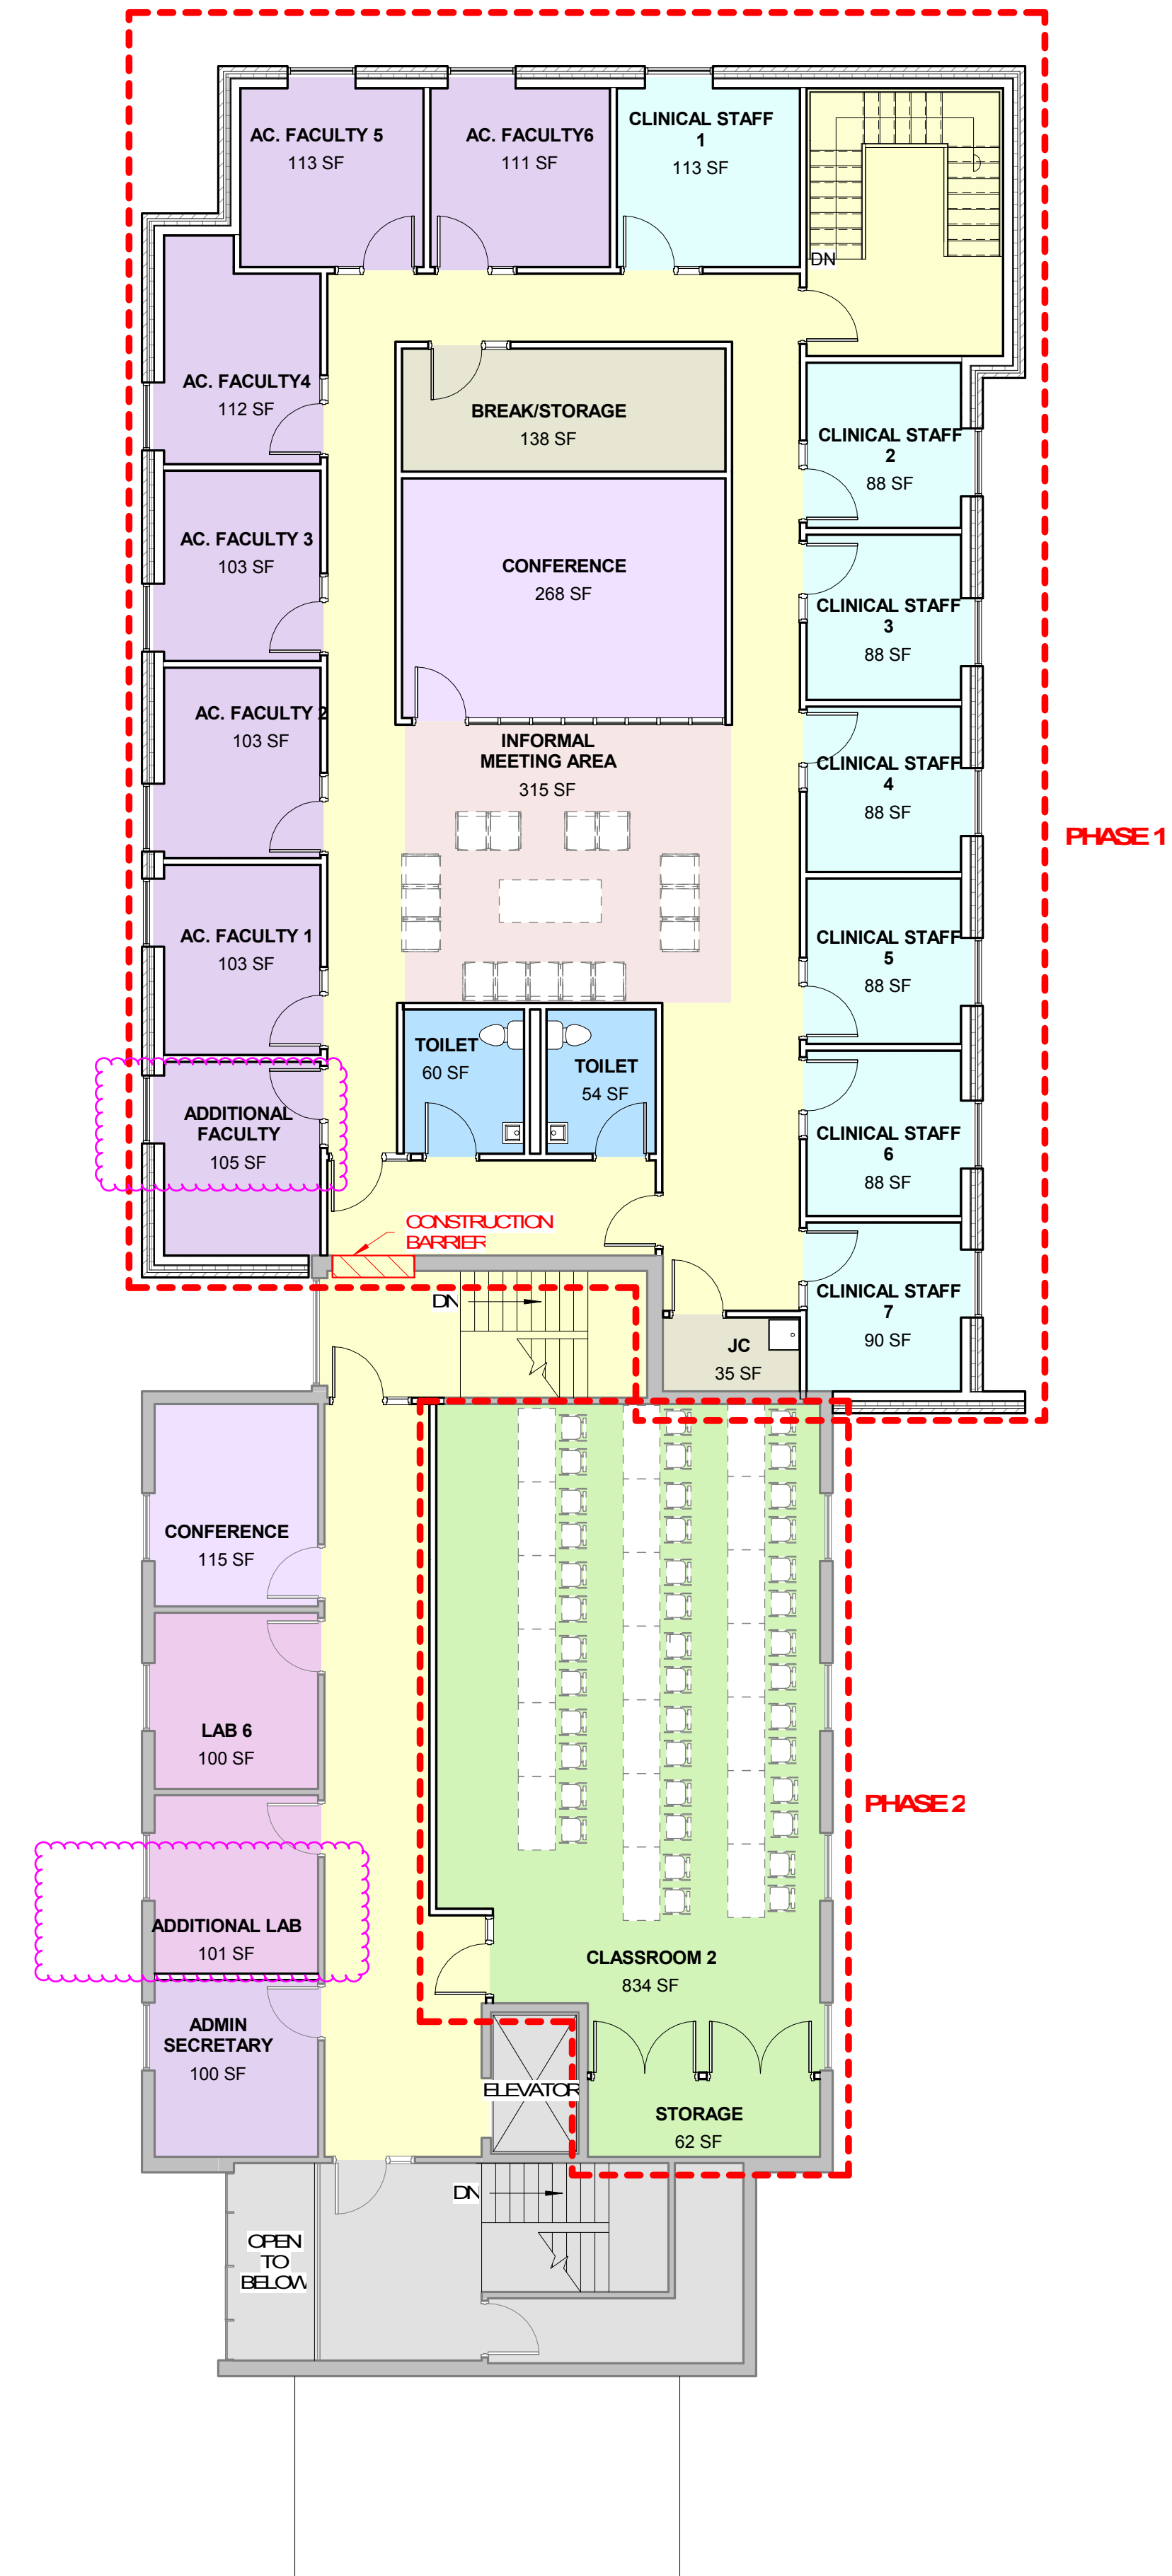 AC. FACULTY 5
113 SF
AC. FACULTY6
111 SF
CLINICAL STAFF
1
113 SF
DN
AC. FACULTY4
112 SF
BREAK/STORAGE
138 SF
CLINICAL STAFF
2
88 SF
AC. FACULTY 3
103 SF
CONFERENCE
268 SF
CLINICAL STAFF
3
88 SF
AC. FACULTY 2
103 SF
INFORMAL
MEETING AREA
315 SF
CLINICAL STAFF
4
88 SF
PHASE 1
AC. FACULTY 1
103 SF
CLINICAL STAFF
5
88 SF
TOILET
60 SF
TOILET
54 SF
ADDITIONAL
FACULTY
105 SF
CLINICAL STAFF
6
88 SF
CONSTRUCTION
BARRIER
DN
CLINICAL STAFF
7
90 SF
JC
35 SF
CONFERENCE
115 SF
LAB 6
100 SF
PHASE 2
ADDITIONAL LAB
101 SF
CLASSROOM 2
834 SF
ADMIN
SECRETARY
100 SF
ELEVATOR
STORAGE
62 SF
DN
OPEN
TO
BELOW